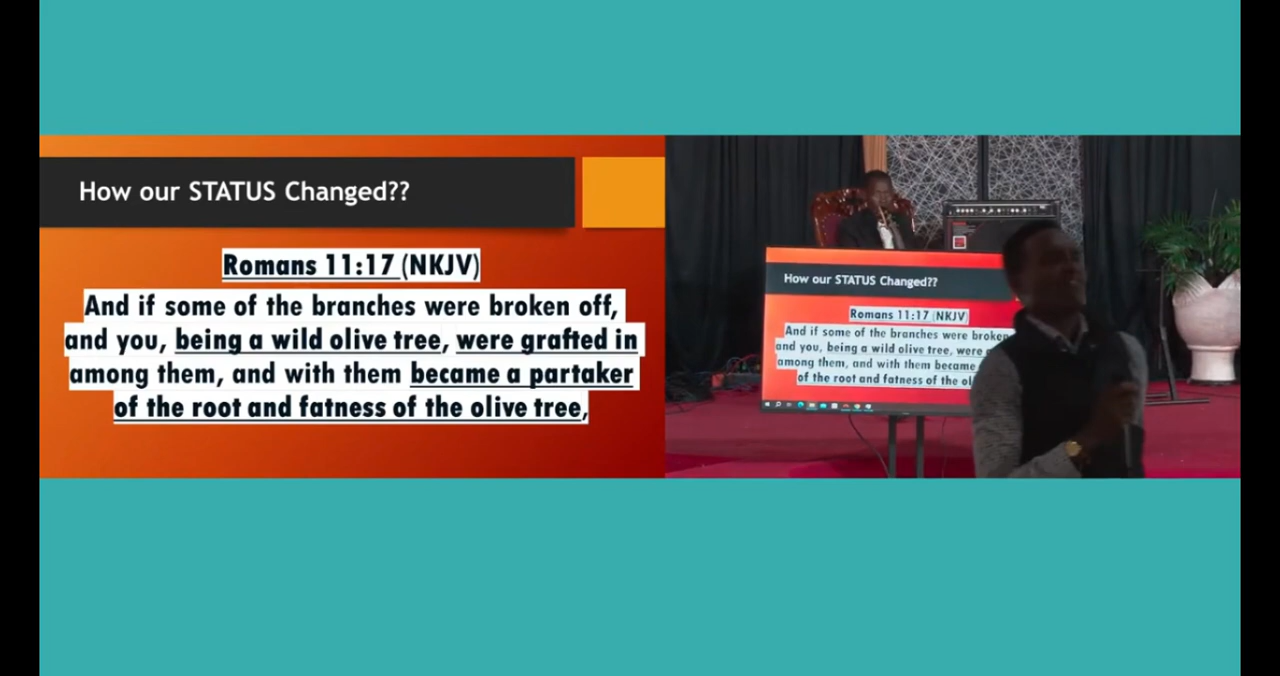 How our STATUS Changed??
Romans 11:17 (NKJV)
And if some of the branches were broken off,
and you, being a wild olive tree, were grafted in
among them, and with them became a partaker
of the root and fatness of the olive tree,
How our STATUS Changed??
Romans 11:17 (NKJV)
And if some of the branches were broken
and you, being a wild olive tree, were
among them, and with them became
of the root and fatness of the